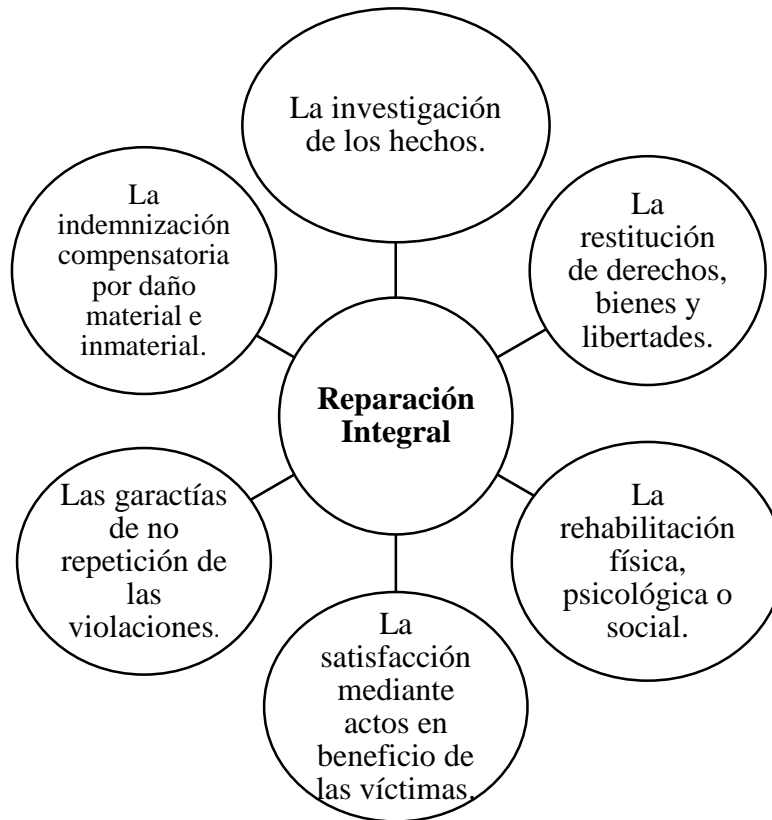 La investigación
de los hechos.
La
restitución
de derechos,
bienes y
libertades.
La
rehabilitación
física,
psicológica o
social.
La
satisfacción
mediante
actos en
beneficio de
las víctimas.
Las garactías
de no
repetición de
las
violaciones.
La
indemnización
compensatoria
por daño
material e
inmaterial.
Reparación
Integral